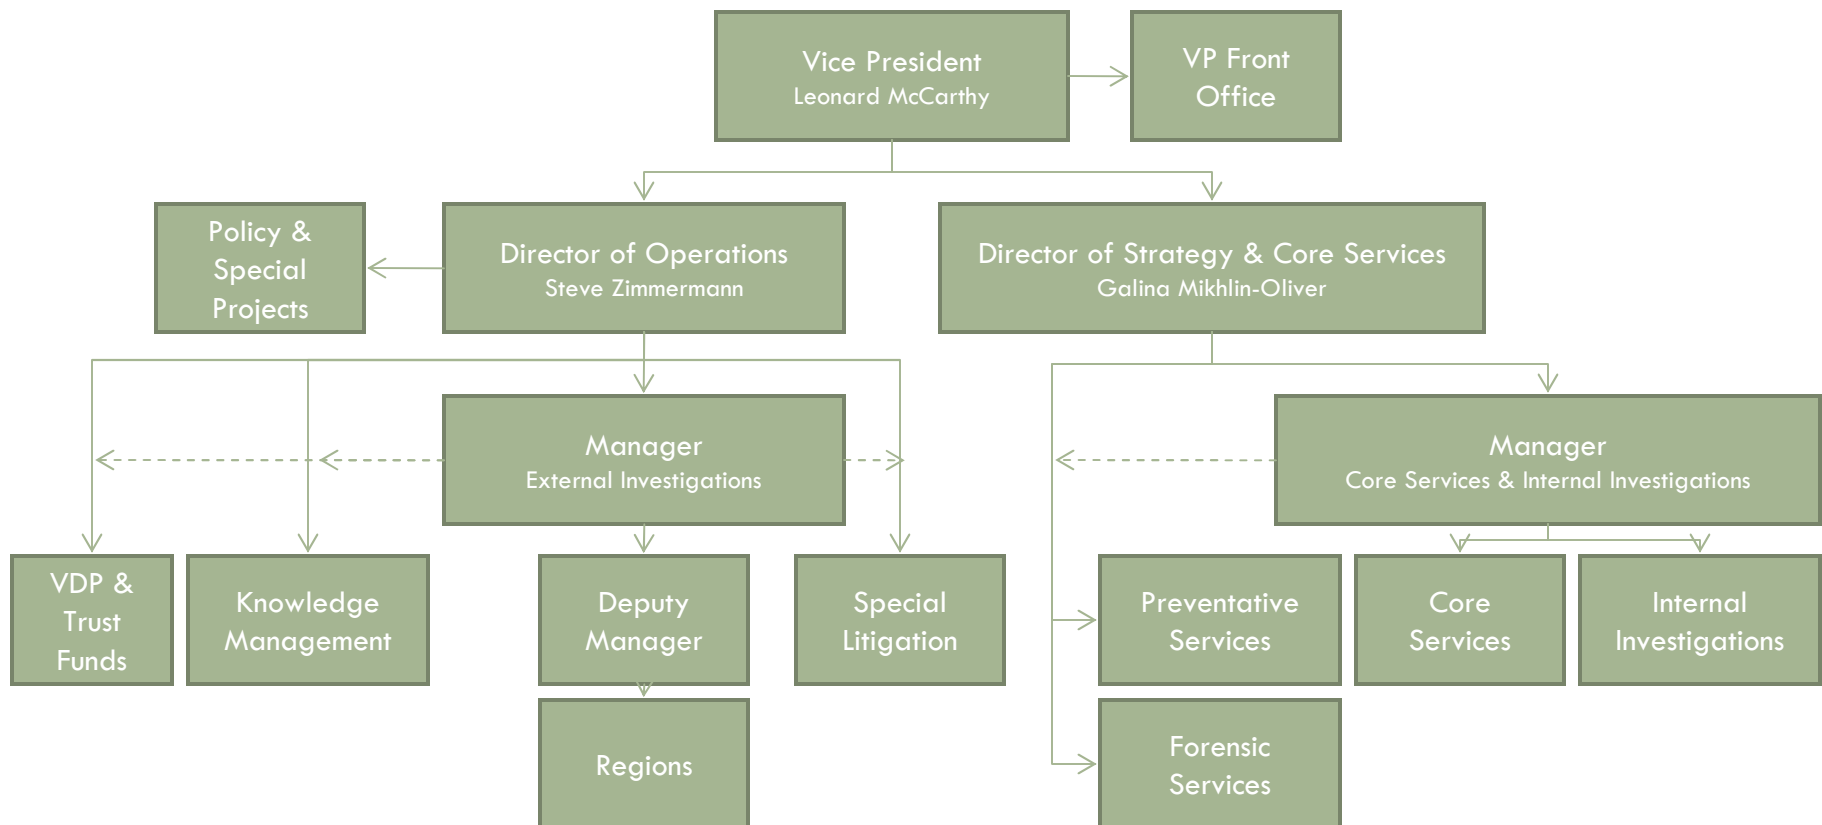 Vice President
Leonard McCarthy
VP Front
Office
Policy &
Special
Projects
Director of Operations
Steve Zimmermann
Director of Strategy & Core Services
Galina Mikhlin-Oliver
Manager
External Investigations
Manager
Core Services & Internal Investigations
VDP &
Trust
Funds
Knowledge
Management
Deputy
Manager
Special
Litigation
Preventative
Services
Core
Services
Internal
Investigations
Regions
Forensic
Services